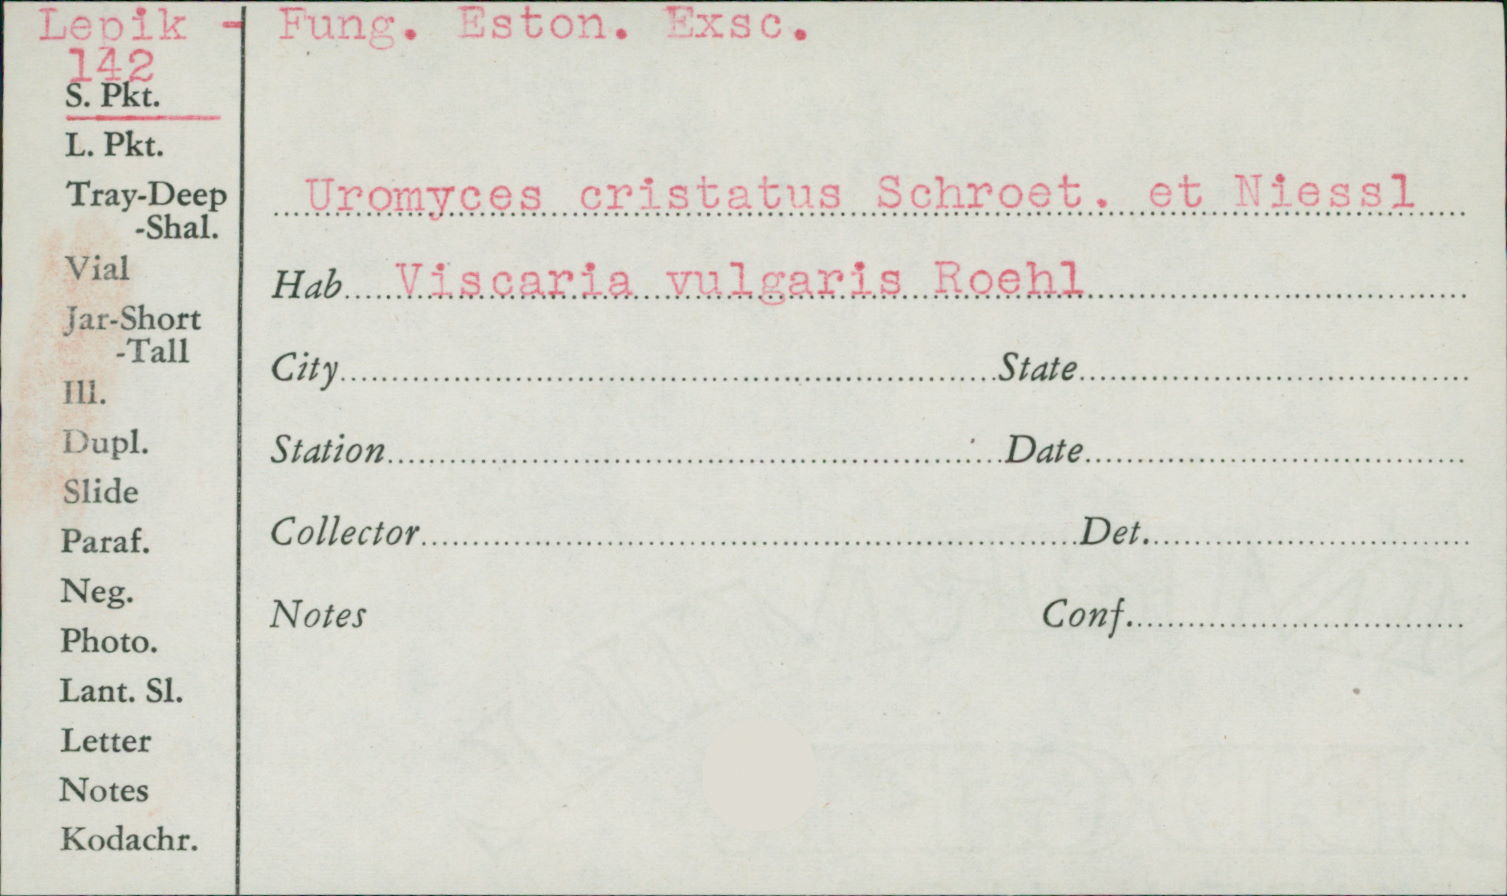 Lepik - Fung. Eston. Exsc.
142
S. Pkt.
L. Pkt.
Tray-Deep
-Shal.
Vial
Jar-Short
-Tall
Ill.
Dupl.
Slide
Paraf.
Neg.
Photo.
Lant. Sl.
Letter
Notes
Kodachr.
Uromyces cristatus Schroet. et Niessl
Hab. Viscaria vulgaris Roehl
City State
Station Date
Collector Det.
Notes Conf.